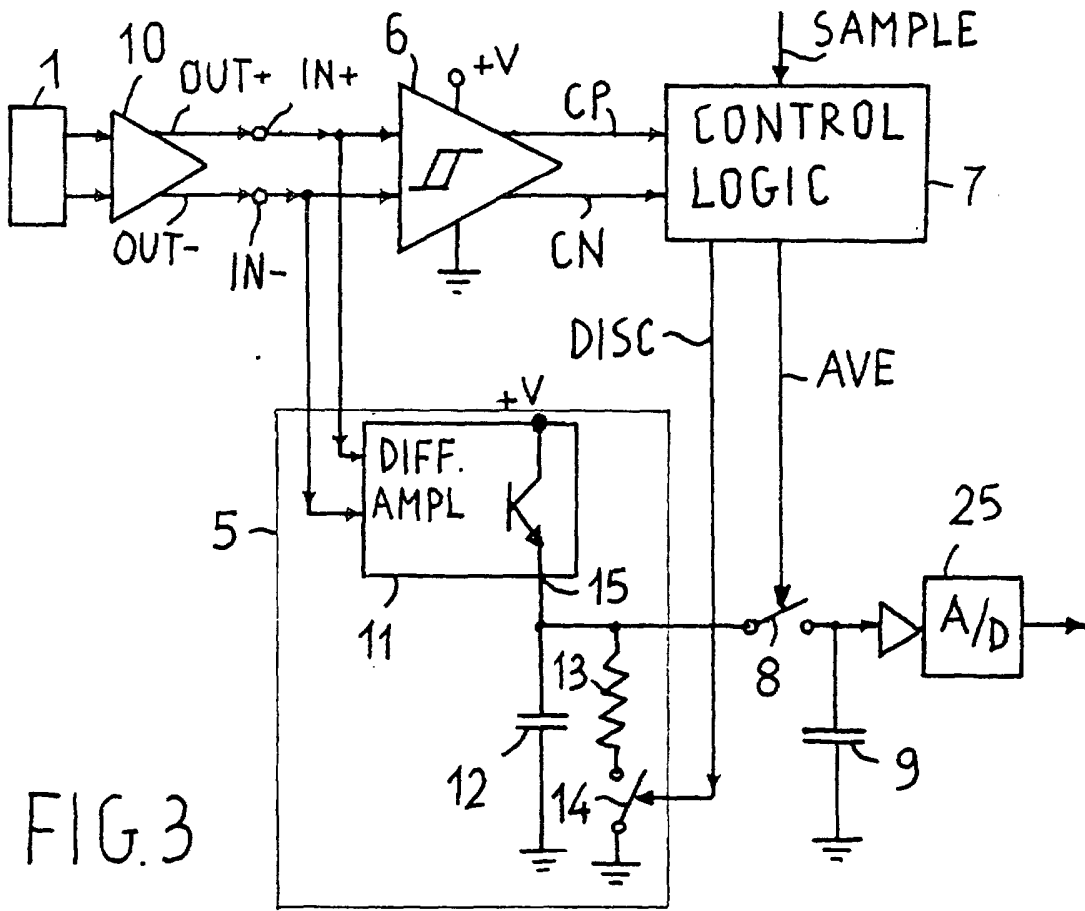 SAMPLE
1
10
OUT+
IN+
6
+V
CP
CONTROL
LOGIC
7
OUT-
IN-
CN
DISC
AVE
+V
DIFF.
AMPL
5
25
15
11
A/D
13
8
12
14
9
FIG.3